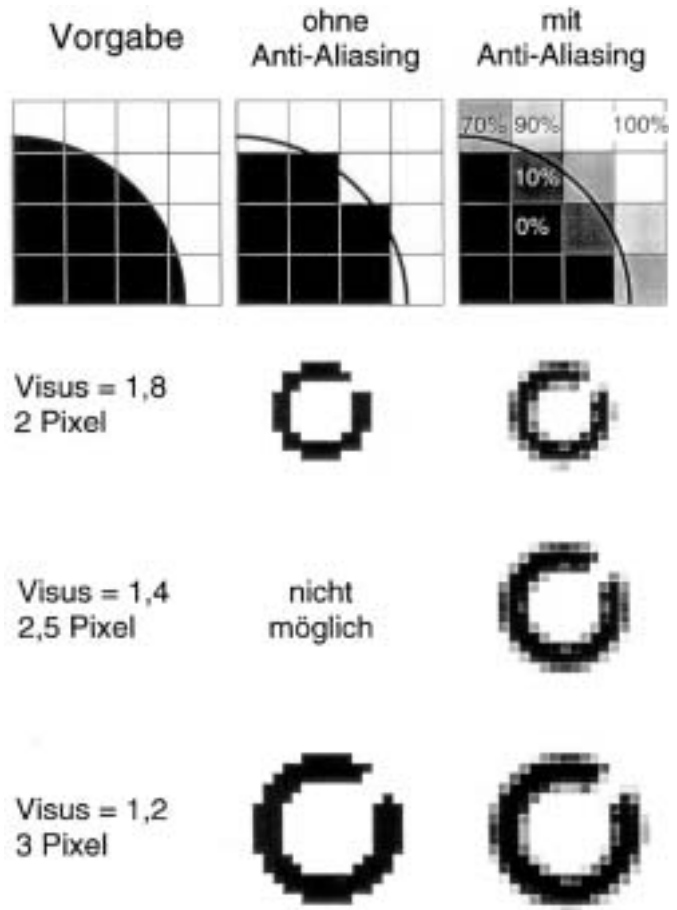 Vorgabe
ohne
Anti-Aliasing
mit
Anti-Aliasing
70% 90% 100%
10%
0%
Visus = 1,8
2 Pixel
Visus = 1,4
2,5 Pixel
nicht
möglich
Visus = 1,2
3 Pixel